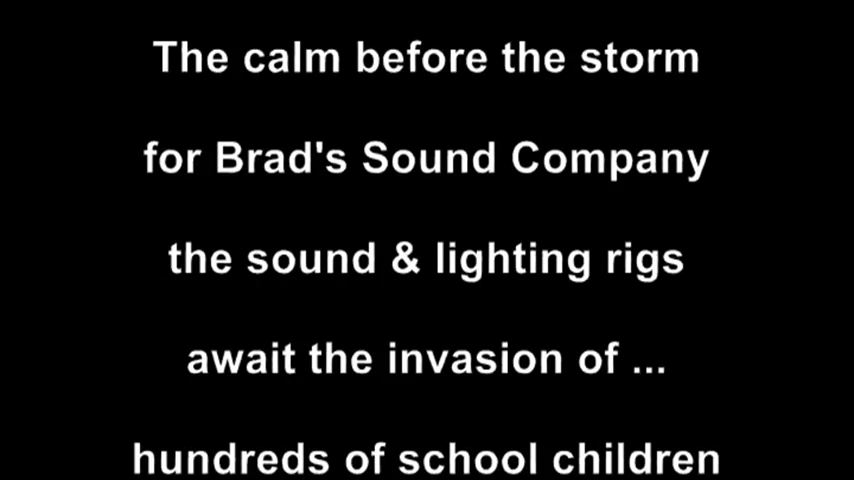 The calm before the storm
for Brad's Sound Company
the sound & lighting rigs
await the invasion of ...
hundreds of school children